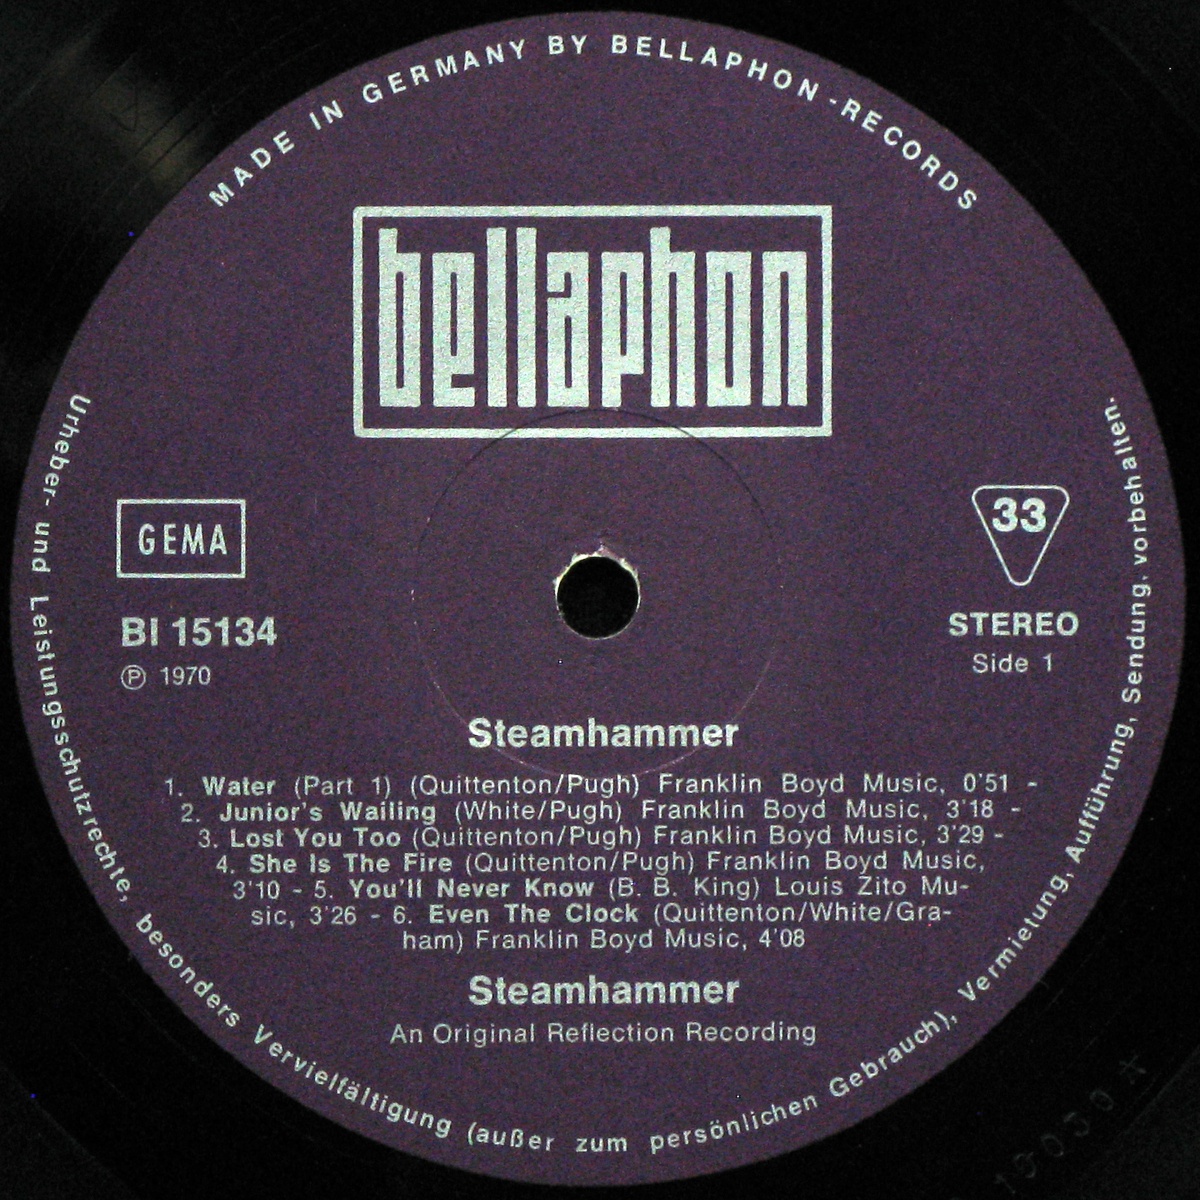 MADE IN GERMANY BY BELLAPHON-RECORDS
bellaphon
GEMA
BI 15134
Ⓟ 1970
33
STEREO
Side 1
Steamhammer
1. Water (Part 1) (Quittenton/Pugh) Franklin Boyd Music, 0'51 -
2. Junior's Wailing (White/Pugh) Franklin Boyd Music, 3'18 -
3. Lost You Too (Quittenton/Pugh) Franklin Boyd Music, 3'29 -
4. She Is The Fire (Quittenton/Pugh) Franklin Boyd Music,
3'10 - 5. You'll Never Know (B. B. King) Louis Zito Mu-
sic, 3'26 - 6. Even The Clock (Quittenton/White/Gra-
ham) Franklin Boyd Music, 4'08
Steamhammer
An Original Reflection Recording
Urheber- und Leistungsschutzrechte, besonders Vervielfältigung (außer zum persönlichen Gebrauch), Vermietung, Aufführung, Sendung, vorbehalten.